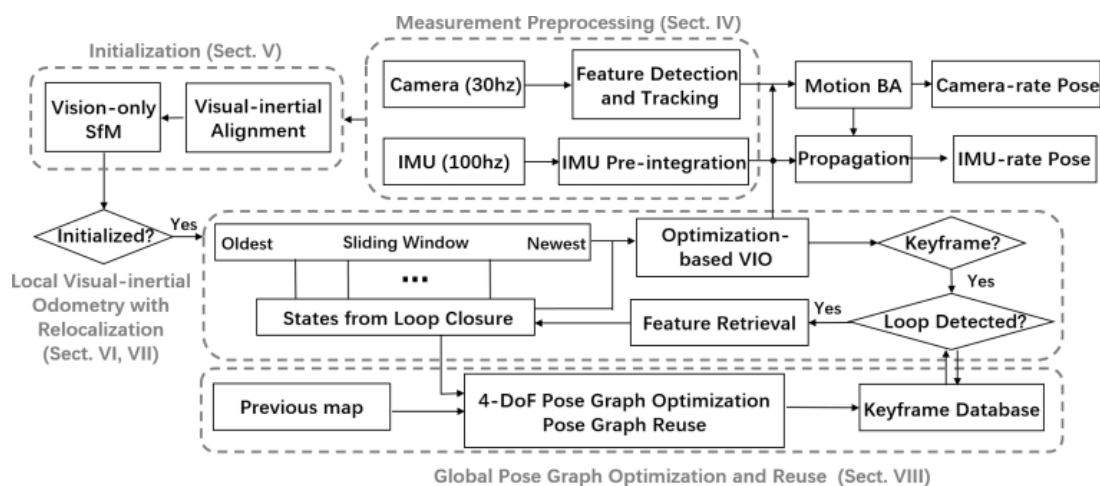 Measurement Preprocessing (Sect. IV)
Initialization (Sect. V)
Vision-only
SfM
Visual-inertial
Alignment
Camera (30hz)
Feature Detection
and Tracking
Motion BA
Camera-rate Pose
IMU (100hz)
IMU Pre-integration
Propagation
IMU-rate Pose
Initialized?
Yes
Oldest
Sliding Window
Newest
...
States from Loop Closure
Optimization-
based VIO
Keyframe?
Yes
Loop Detected?
Yes
Feature Retrieval
Local Visual-inertial
Odometry with
Relocalization
(Sect. VI, VII)
Previous map
4-DoF Pose Graph Optimization
Pose Graph Reuse
Keyframe Database
Global Pose Graph Optimization and Reuse (Sect. VIII)